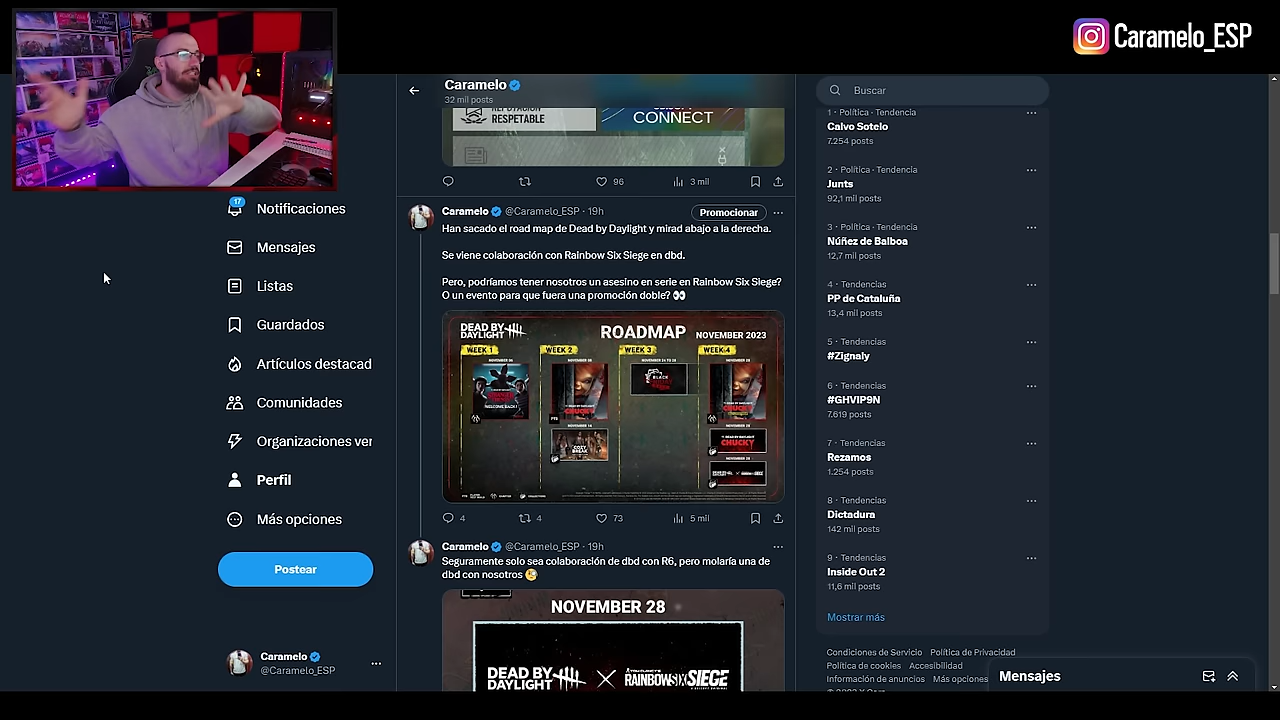 Caramelo_ESP
Caramelo
32 mil posts
RESPETABLE
CONNECT
96
3 mil
17
Notificaciones
Mensajes
Listas
Guardados
Artículos destacad
Comunidades
Organizaciones ver
Perfil
Más opciones
Postear
Caramelo
@Caramelo_ESP
Caramelo @Caramelo_ESP · 19h
Promocionar
Han sacado el road map de Dead by Daylight y mirad abajo a la derecha.
Se viene colaboración con Rainbow Six Siege en dbd.
Pero, podríamos tener nosotros un asesino en serie en Rainbow Six Siege?
O un evento para que fuera una promoción doble? 👀
DEAD BY
DAYLIGHT
ROADMAP
NOVEMBER 2023
WEEK 1
WEEK 2
WEEK 3
WEEK 4
WELCOME BACK!
CHUCKY
COZY
BREAK
CHUCKY
CHUCKY
4
4
73
5 mil
Caramelo @Caramelo_ESP · 19h
Seguramente solo sea colaboración de dbd con R6, pero molaría una de
dbd con nosotros
NOVEMBER 28
DEAD BY
DAYLIGHT
RAINBOW SIX SIEGE
Buscar
1 · Política · Tendencia
Calvo Sotelo
7.254 posts
2 · Política · Tendencia
Junts
92,1 mil posts
3 · Política · Tendencia
Núñez de Balboa
12,7 mil posts
4 · Tendencias
PP de Cataluña
13,4 mil posts
5 · Tendencias
#Zignaly
6 · Tendencias
#GHVIP9N
7.619 posts
7 · Tendencias
Rezamos
1.254 posts
8 · Tendencias
Dictadura
142 mil posts
9 · Tendencias
Inside Out 2
11,6 mil posts
Mostrar más
Condiciones de Servicio Política de Privacidad
Política de cookies Accesibilidad
Información de anuncios Más opciones
Mensajes